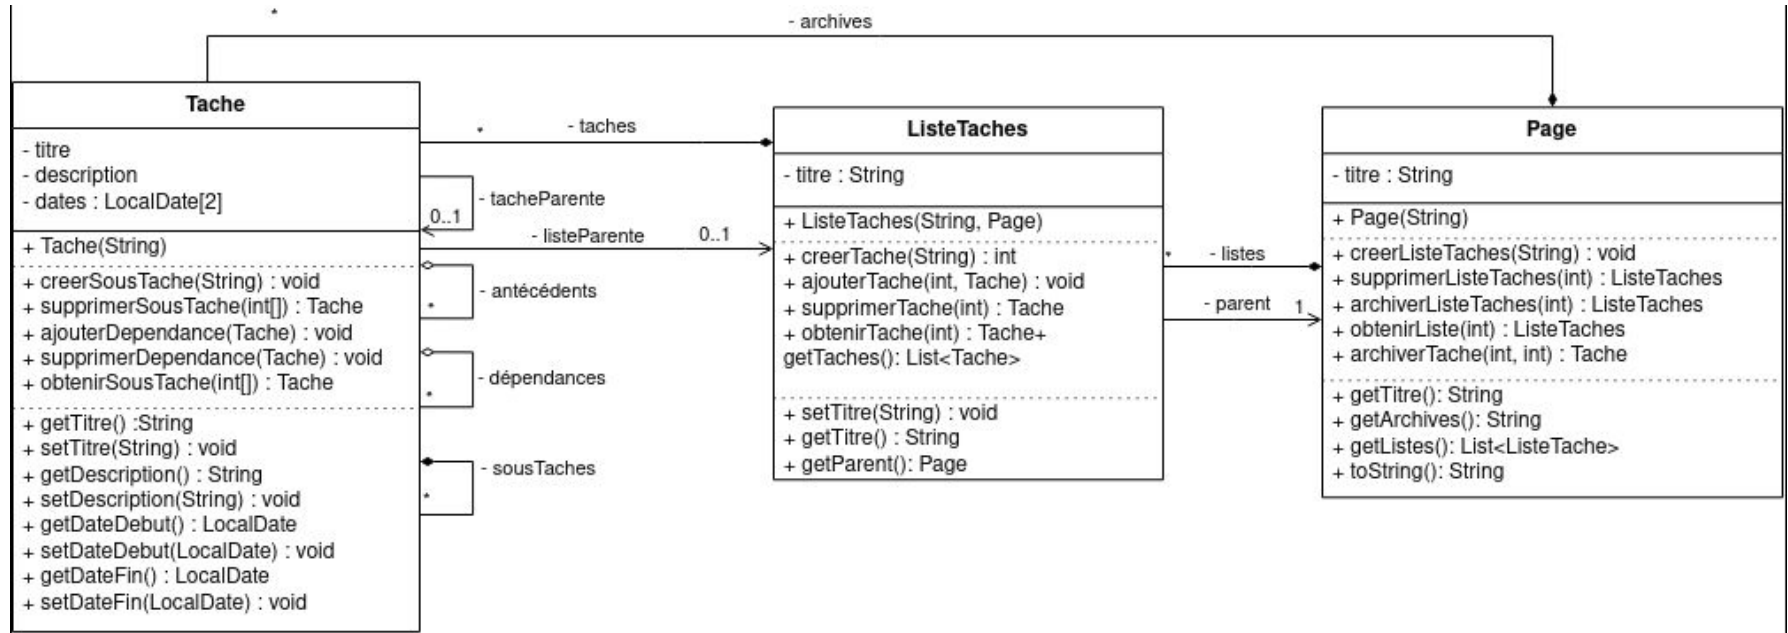 *
- archives
Tache
- titre
- description
- dates : LocalDate[2]
+ Tache(String)
+ creerSousTache(String) : void
+ supprimerSousTache(int[]) : Tache
+ ajouterDependance(Tache) : void
+ supprimerDependance(Tache) : void
+ obtenirSousTache(int[]) : Tache
+ getTitre() :String
+ setTitre(String) : void
+ getDescription() : String
+ setDescription(String) : void
+ getDateDebut() : LocalDate
+ setDateDebut(LocalDate) : void
+ getDateFin() : LocalDate
+ setDateFin(LocalDate) : void
*
- taches
- tacheParente
0..1
- listeParente
0..1
- antécédents
*
- dépendances
*
- sousTaches
*
ListeTaches
- titre : String
+ ListeTaches(String, Page)
+ creerTache(String) : int
+ ajouterTache(int, Tache) : void
+ supprimerTache(int) : Tache
+ obtenirTache(int) : Tache+
getTaches(): List<Tache>
+ setTitre(String) : void
+ getTitre() : String
+ getParent(): Page
*
- listes
- parent
1
Page
- titre : String
+ Page(String)
+ creerListeTaches(String) : void
+ supprimerListeTaches(int) : ListeTaches
+ archiverListeTaches(int) : ListeTaches
+ obtenirListe(int) : ListeTaches
+ archiverTache(int, int) : Tache
+ getTitre(): String
+ getArchives(): String
+ getListes(): List<ListeTache>
+ toString(): String